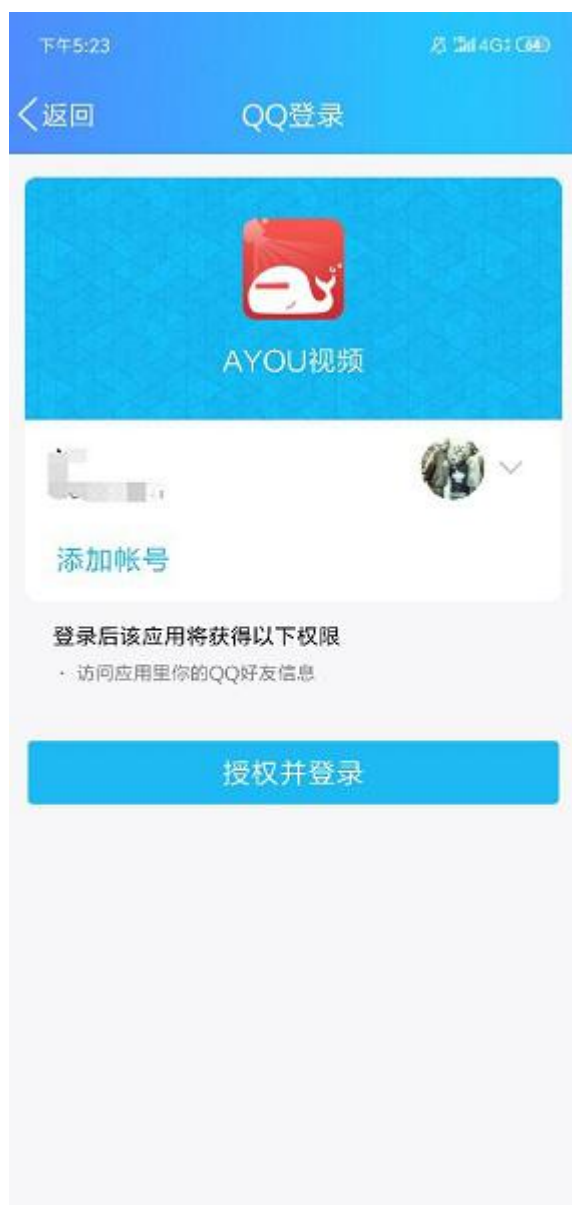 下午5:23
4G 64
返回
QQ登录
AYOU视频
添加帐号
登录后该应用将获得以下权限
· 访问应用里你的QQ好友信息
授权并登录